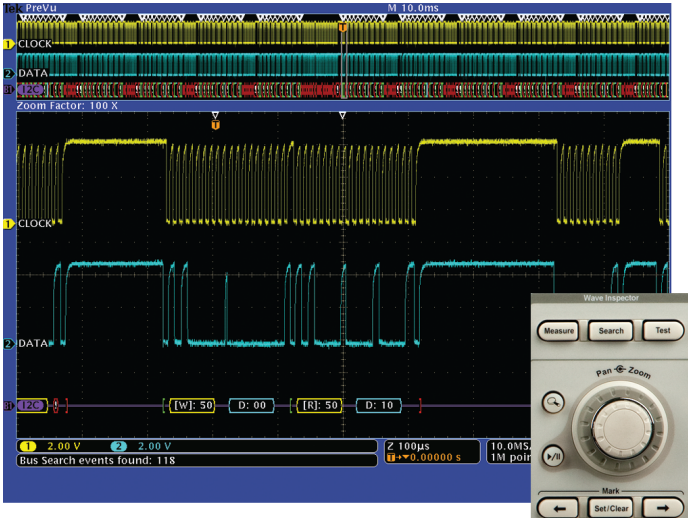 Tek PreVu M 10.0ms
T
1 CLOCK
2 DATA
B1 I2C
Zoom Factor: 100 X
T
1 CLOCK
2 DATA
B1 I2C ! [W]: 50 D: 00 [R]: 50 D: 10
1 2.00 V 2 2.00 V Z 100µs 10.0MS/
T→▼0.00000 s 1M poin
Bus Search events found: 118
Wave Inspector
Measure Search Test
Pan Zoom
Mark
← Set/Clear →